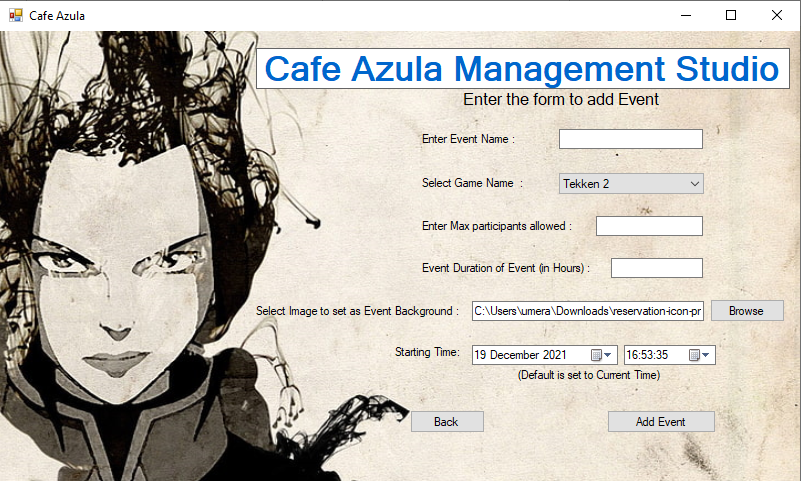 Cafe Azula
Cafe Azula Management Studio
Enter the form to add Event
Enter Event Name :
Select Game Name : Tekken 2
Enter Max participants allowed :
Event Duration of Event (in Hours) :
Select Image to set as Event Background : C:\Users\umera\Downloads\reservation-icon-pr Browse
Starting Time: 19 December 2021 16:53:35
(Default is set to Current Time)
Back Add Event